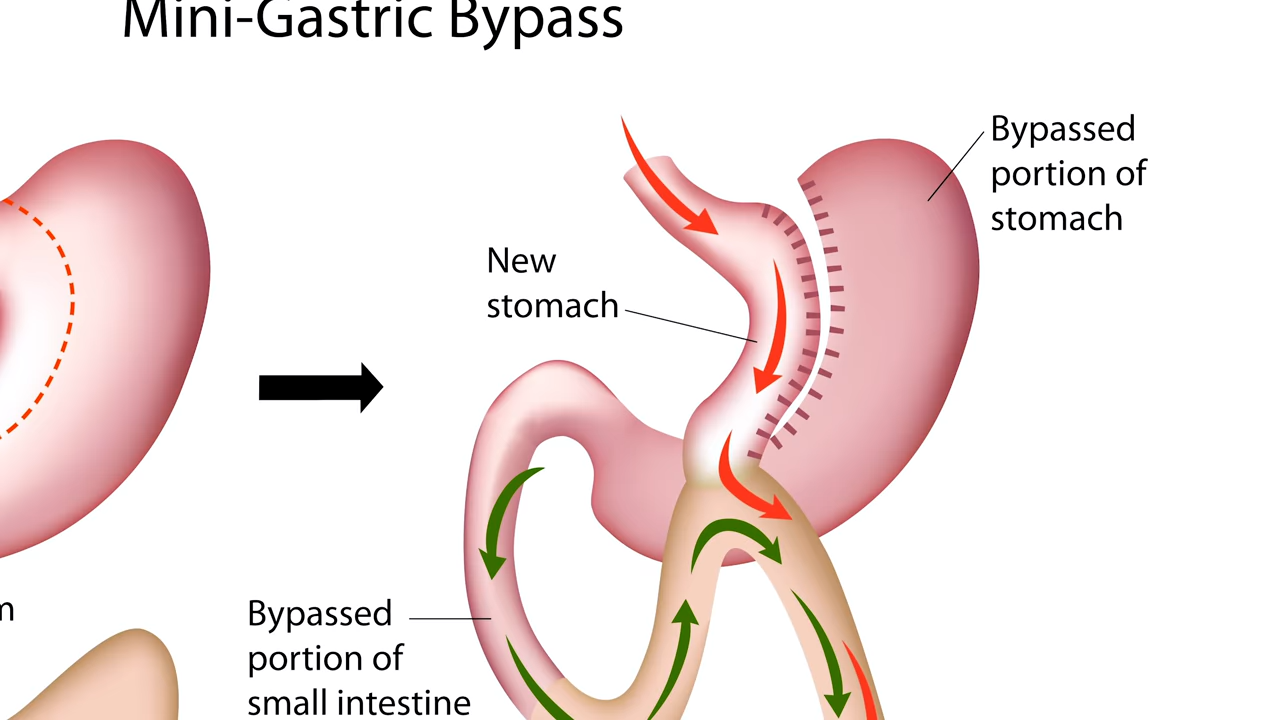 Mini-Gastric Bypass
Bypassed
portion of
stomach
New
stomach
m
Bypassed
portion of
small intestine